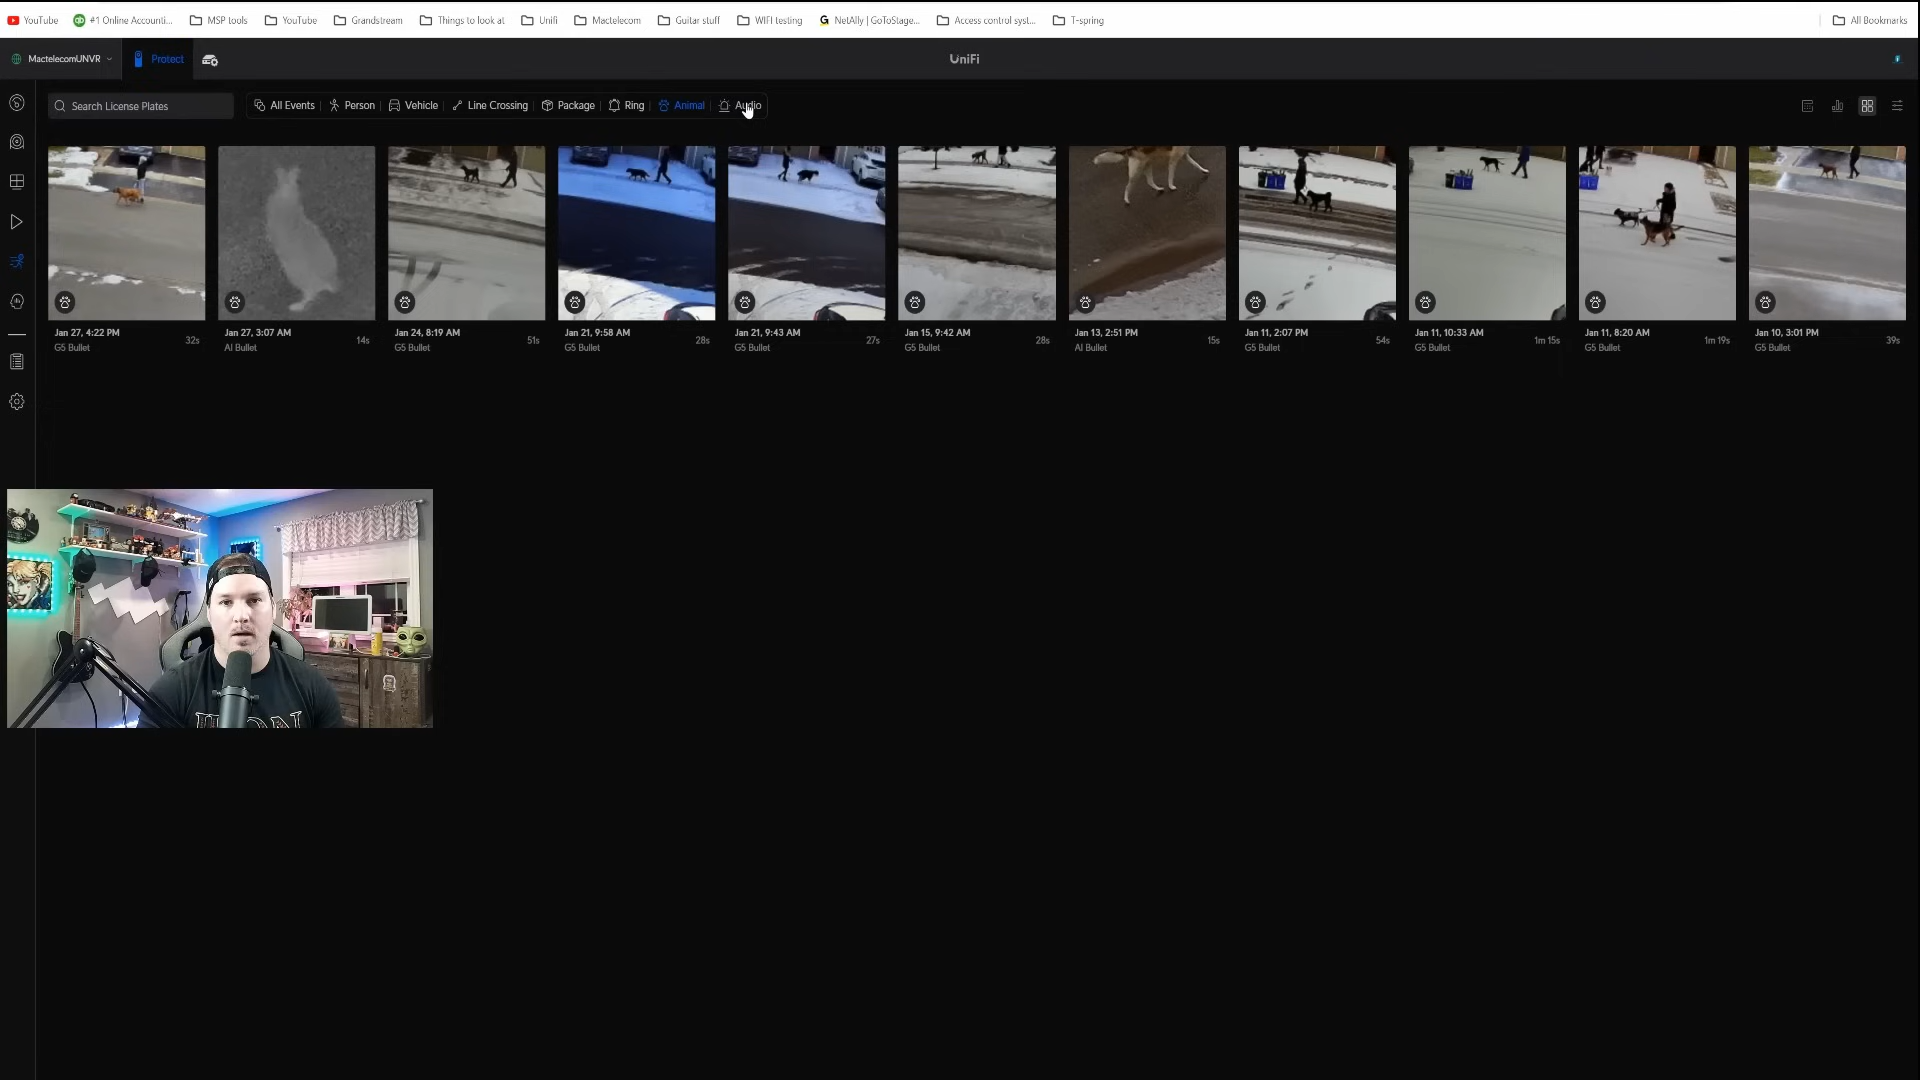 YouTube #1 Online Accounti... MSP tools YouTube Grandstream Things to look at Unifi Mactelecom Guitar stuff WIFI testing NetAlly | GoToStage... Access control syst... T-spring All Bookmarks
MactelecomUNVR Protect UniFi
Search License Plates All Events Person Vehicle Line Crossing Package Ring Animal Audio
Jan 27, 4:22 PM
G5 Bullet 32s
Jan 27, 3:07 AM
AI Bullet 14s
Jan 24, 8:19 AM
G5 Bullet 51s
Jan 21, 9:58 AM
G5 Bullet 28s
Jan 21, 9:43 AM
G5 Bullet 27s
Jan 15, 9:42 AM
G5 Bullet 28s
Jan 13, 2:51 PM
AI Bullet 15s
Jan 11, 2:07 PM
G5 Bullet 54s
Jan 11, 10:33 AM
G5 Bullet 1m 15s
Jan 11, 8:20 AM
G5 Bullet 1m 19s
Jan 10, 3:01 PM
G5 Bullet 39s